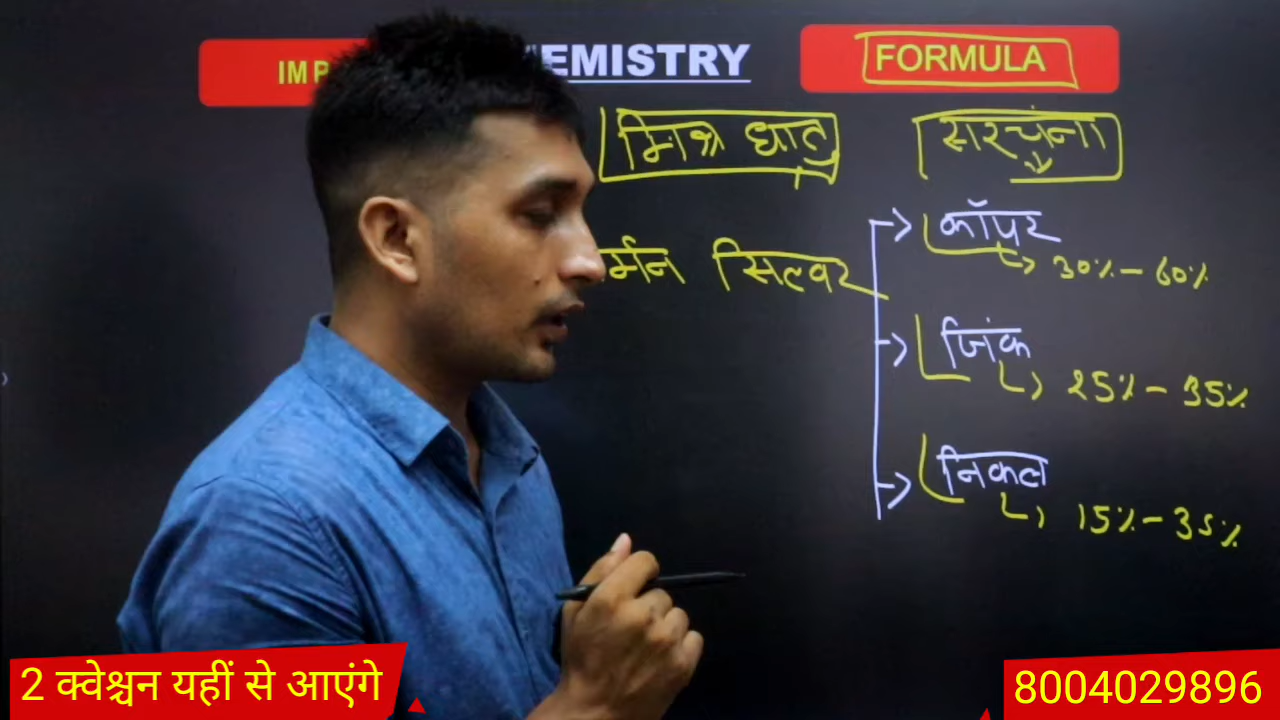 IMP EMISTRY FORMULA
मिश्र धातु संरचना
र्मन सिल्वर
कॉपर
30%-60%
जिंक
25%-35%
निकल
15%-35%
2 क्वेश्चन यहीं से आएंगे
8004029896